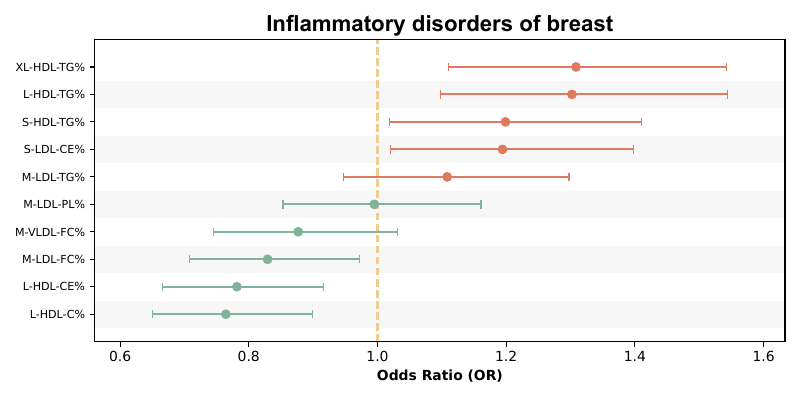 Inflammatory disorders of breast
XL-HDL-TG%
L-HDL-TG%
S-HDL-TG%
S-LDL-CE%
M-LDL-TG%
M-LDL-PL%
M-VLDL-FC%
M-LDL-FC%
L-HDL-CE%
L-HDL-C%
0.6 0.8 1.0 1.2 1.4 1.6
Odds Ratio (OR)